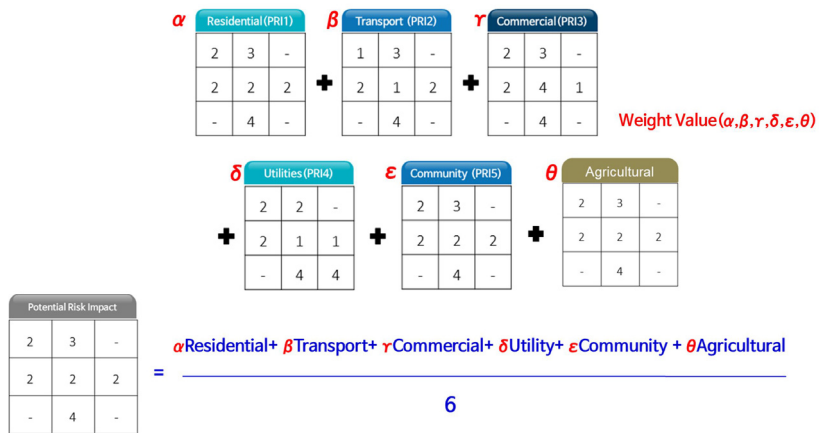 α Residential(PRI1) β Transport (PRI2) γ Commercial(PRI3)
2 3 - 1 3 - 2 3 -
2 2 2 + 2 1 2 + 2 4 1
- 4 - - 4 - - 4 -
Weight Value(α,β,γ,δ,ε,θ)
δ Utilities(PRI4) ε Community (PRI5) θ Agricultural
2 2 - 2 3 - 2 3 -
+ 2 1 1 + 2 2 2 + 2 2 2
- 4 4 - 4 - - 4 -
Potential Risk Impact
2 3 -
2 2 2
- 4 -
=
αResidential+ βTransport+ γCommercial+ δUtility+ εCommunity + θAgricultural
6